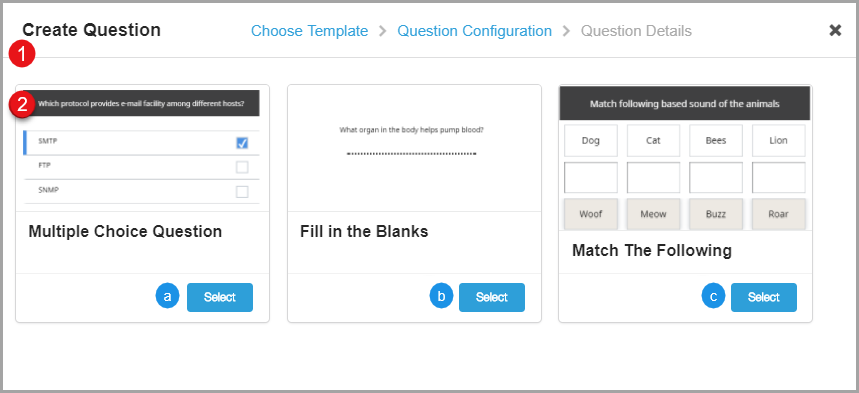 Create Question
Choose Template > Question Configuration > Question Details
1
2
Which protocol provides e-mail facility among different hosts?
SMTP
FTP
SNMP
Multiple Choice Question
a Select
What organ in the body helps pump blood?
Fill in the Blanks
b Select
Match following based sound of the animals
Dog Cat Bees Lion
Woof Meow Buzz Roar
Match The Following
c Select